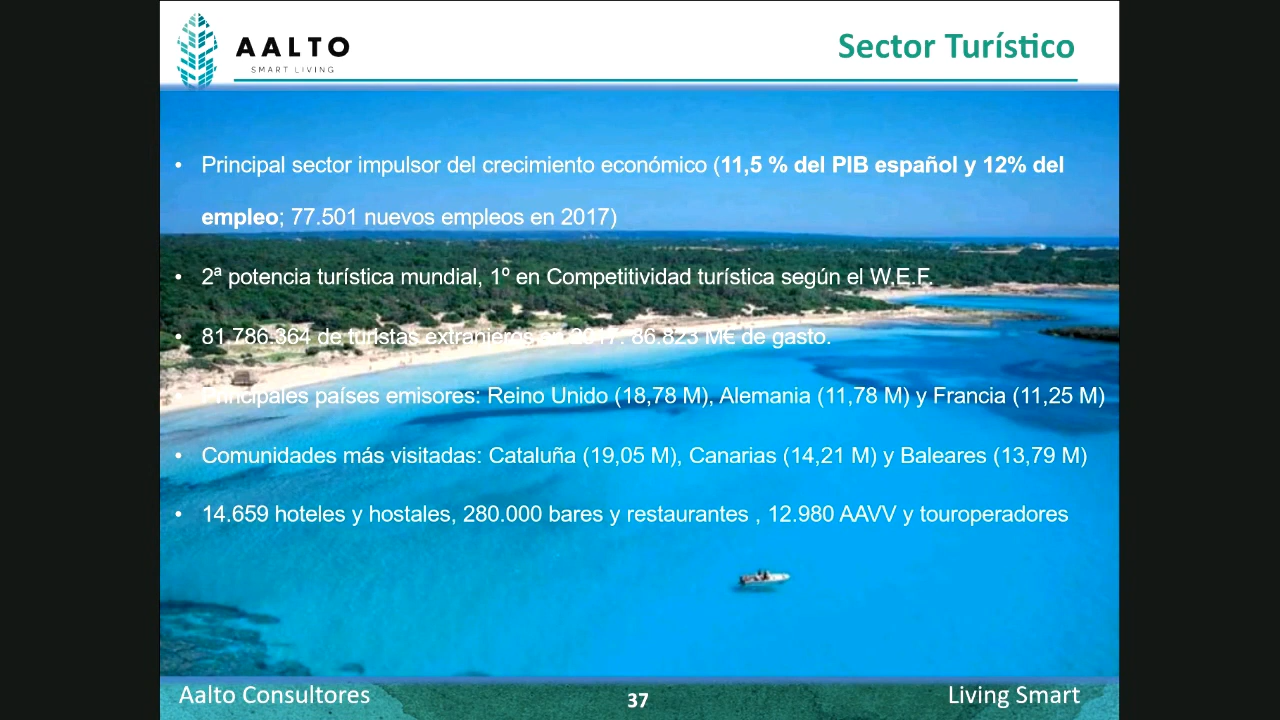 AALTO
SMART LIVING
Sector Turístico
• Principal sector impulsor del crecimiento económico (11,5 % del PIB español y 12% del
empleo; 77.501 nuevos empleos en 2017)
• 2ª potencia turística mundial, 1º en Competitividad turística según el W.E.F.
• 81.786.364 de turistas extranjeros en 2017. 86.823 M€ de gasto.
• Principales países emisores: Reino Unido (18,78 M), Alemania (11,78 M) y Francia (11,25 M)
• Comunidades más visitadas: Cataluña (19,05 M), Canarias (14,21 M) y Baleares (13,79 M)
• 14.659 hoteles y hostales, 280.000 bares y restaurantes , 12.980 AAVV y touroperadores
Aalto Consultores
37
Living Smart